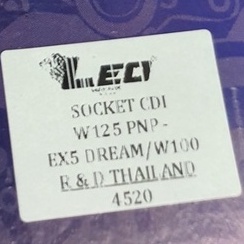 LECI
SOCKET CDI
W125 PNP -
EX5 DREAM/W100
R & D THAILAND
4520